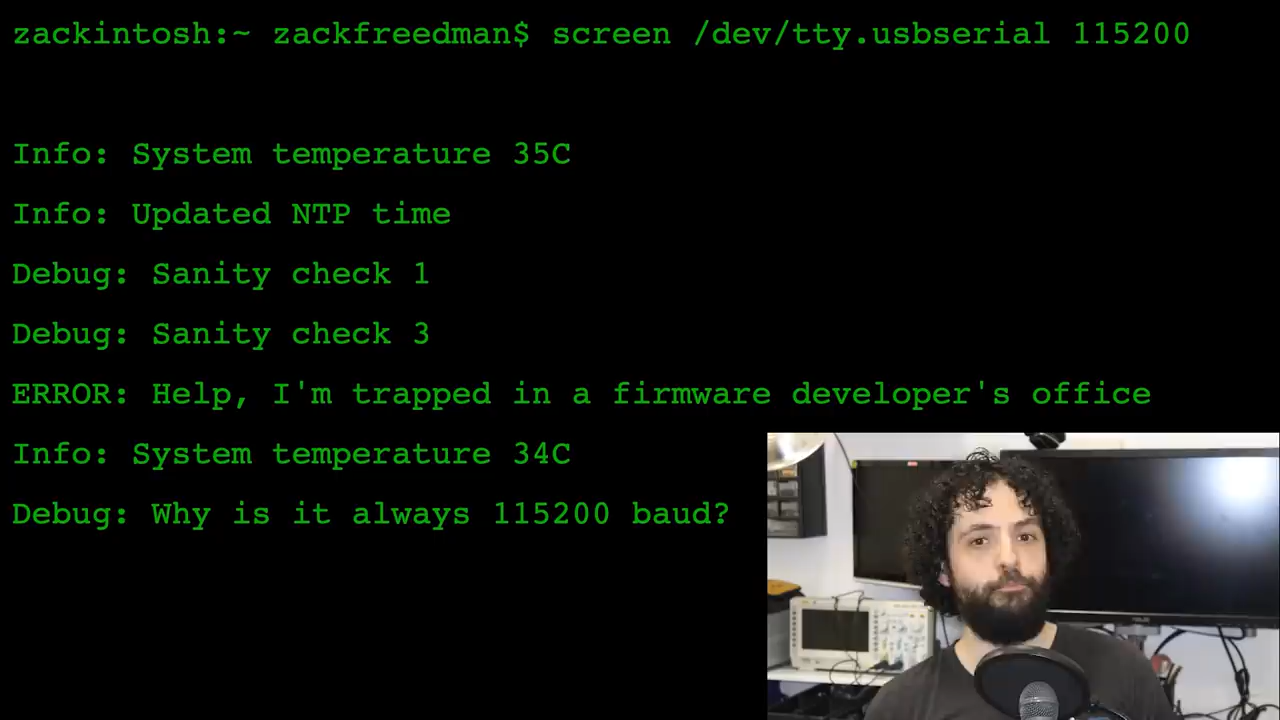 zackintosh:~ zackfreedman$ screen /dev/tty.usbserial 115200
Info: System temperature 35C
Info: Updated NTP time
Debug: Sanity check 1
Debug: Sanity check 3
ERROR: Help, I'm trapped in a firmware developer's office
Info: System temperature 34C
Debug: Why is it always 115200 baud?